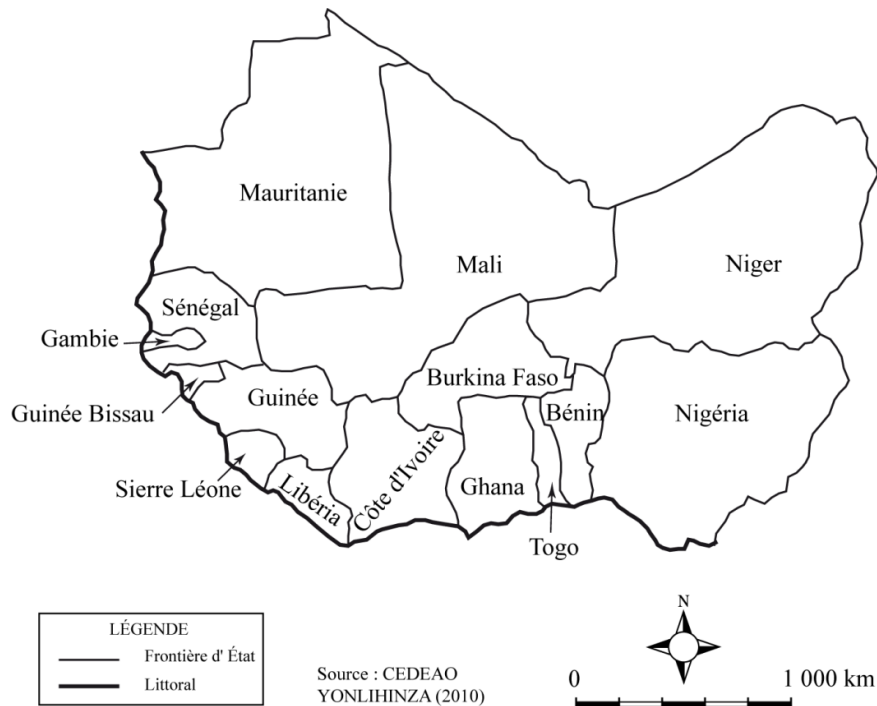 Mauritanie
Mali
Niger
Sénégal
Gambie
Burkina Faso
Guinée
Bénin
Nigéria
Guinée Bissau
Côte d'Ivoire
Ghana
Sierre Léone
Libéria
Togo
LÉGENDE
Frontière d' État
Littoral
Source : CEDEAO
YONLIHINZA (2010)
N
0 1 000 km